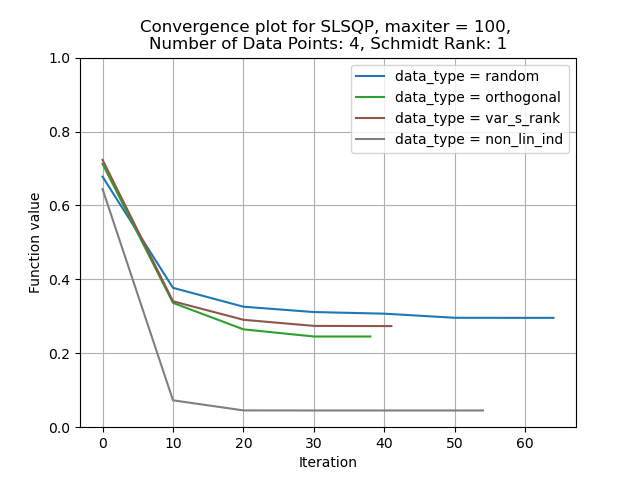 Convergence plot for SLSQP, maxiter = 100,
Number of Data Points: 4, Schmidt Rank: 1
1.0
0.8
0.6
0.4
0.2
0.0
Function value
data_type = random
data_type = orthogonal
data_type = var_s_rank
data_type = non_lin_ind
0 10 20 30 40 50 60
Iteration